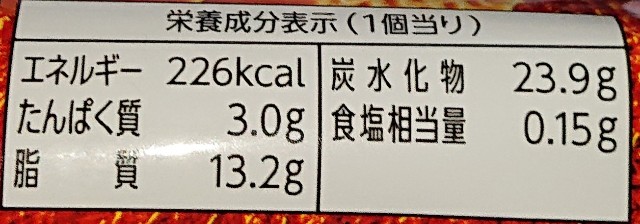 栄養成分表示(1個当り)
エネルギー 226kcal
たんぱく質 3.0g
脂質 13.2g
炭水化物 23.9g
食塩相当量 0.15g